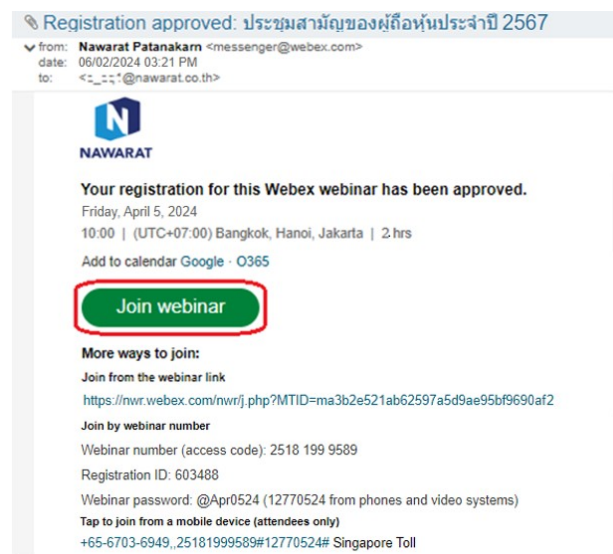 Registration approved: ประชุมสามัญของผู้ถือหุ้นประจำปี 2567
from: Nawarat Patanakarn <messenger@webex.com>
date: 06/02/2024 03:21 PM
to: @nawarat.co.th>
NAWARAT
Your registration for this Webex webinar has been approved.
Friday, April 5, 2024
10:00 | (UTC+07:00) Bangkok, Hanoi, Jakarta | 2 hrs
Add to calendar Google · O365
Join webinar
More ways to join:
Join from the webinar link
https://nwr.webex.com/nwr/j.php?MTID=ma3b2e521ab62597a5d9ae95bf9690af2
Join by webinar number
Webinar number (access code): 2518 199 9589
Registration ID: 603488
Webinar password: @Apr0524 (12770524 from phones and video systems)
Tap to join from a mobile device (attendees only)
+65-6703-6949,,25181999589#12770524# Singapore Toll